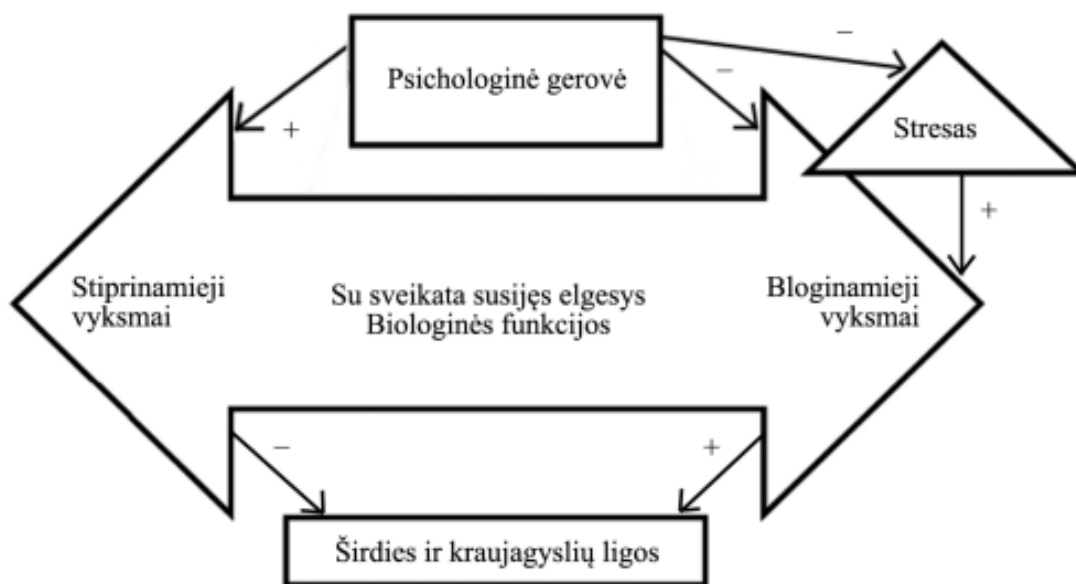 Psichologinė gerovė
–
–
+
Stresas
+
Stiprinamieji
vyksmai
Su sveikata susijęs elgesys
Biologinės funkcijos
Bloginamieji
vyksmai
–
+
Širdies ir kraujagyslių ligos